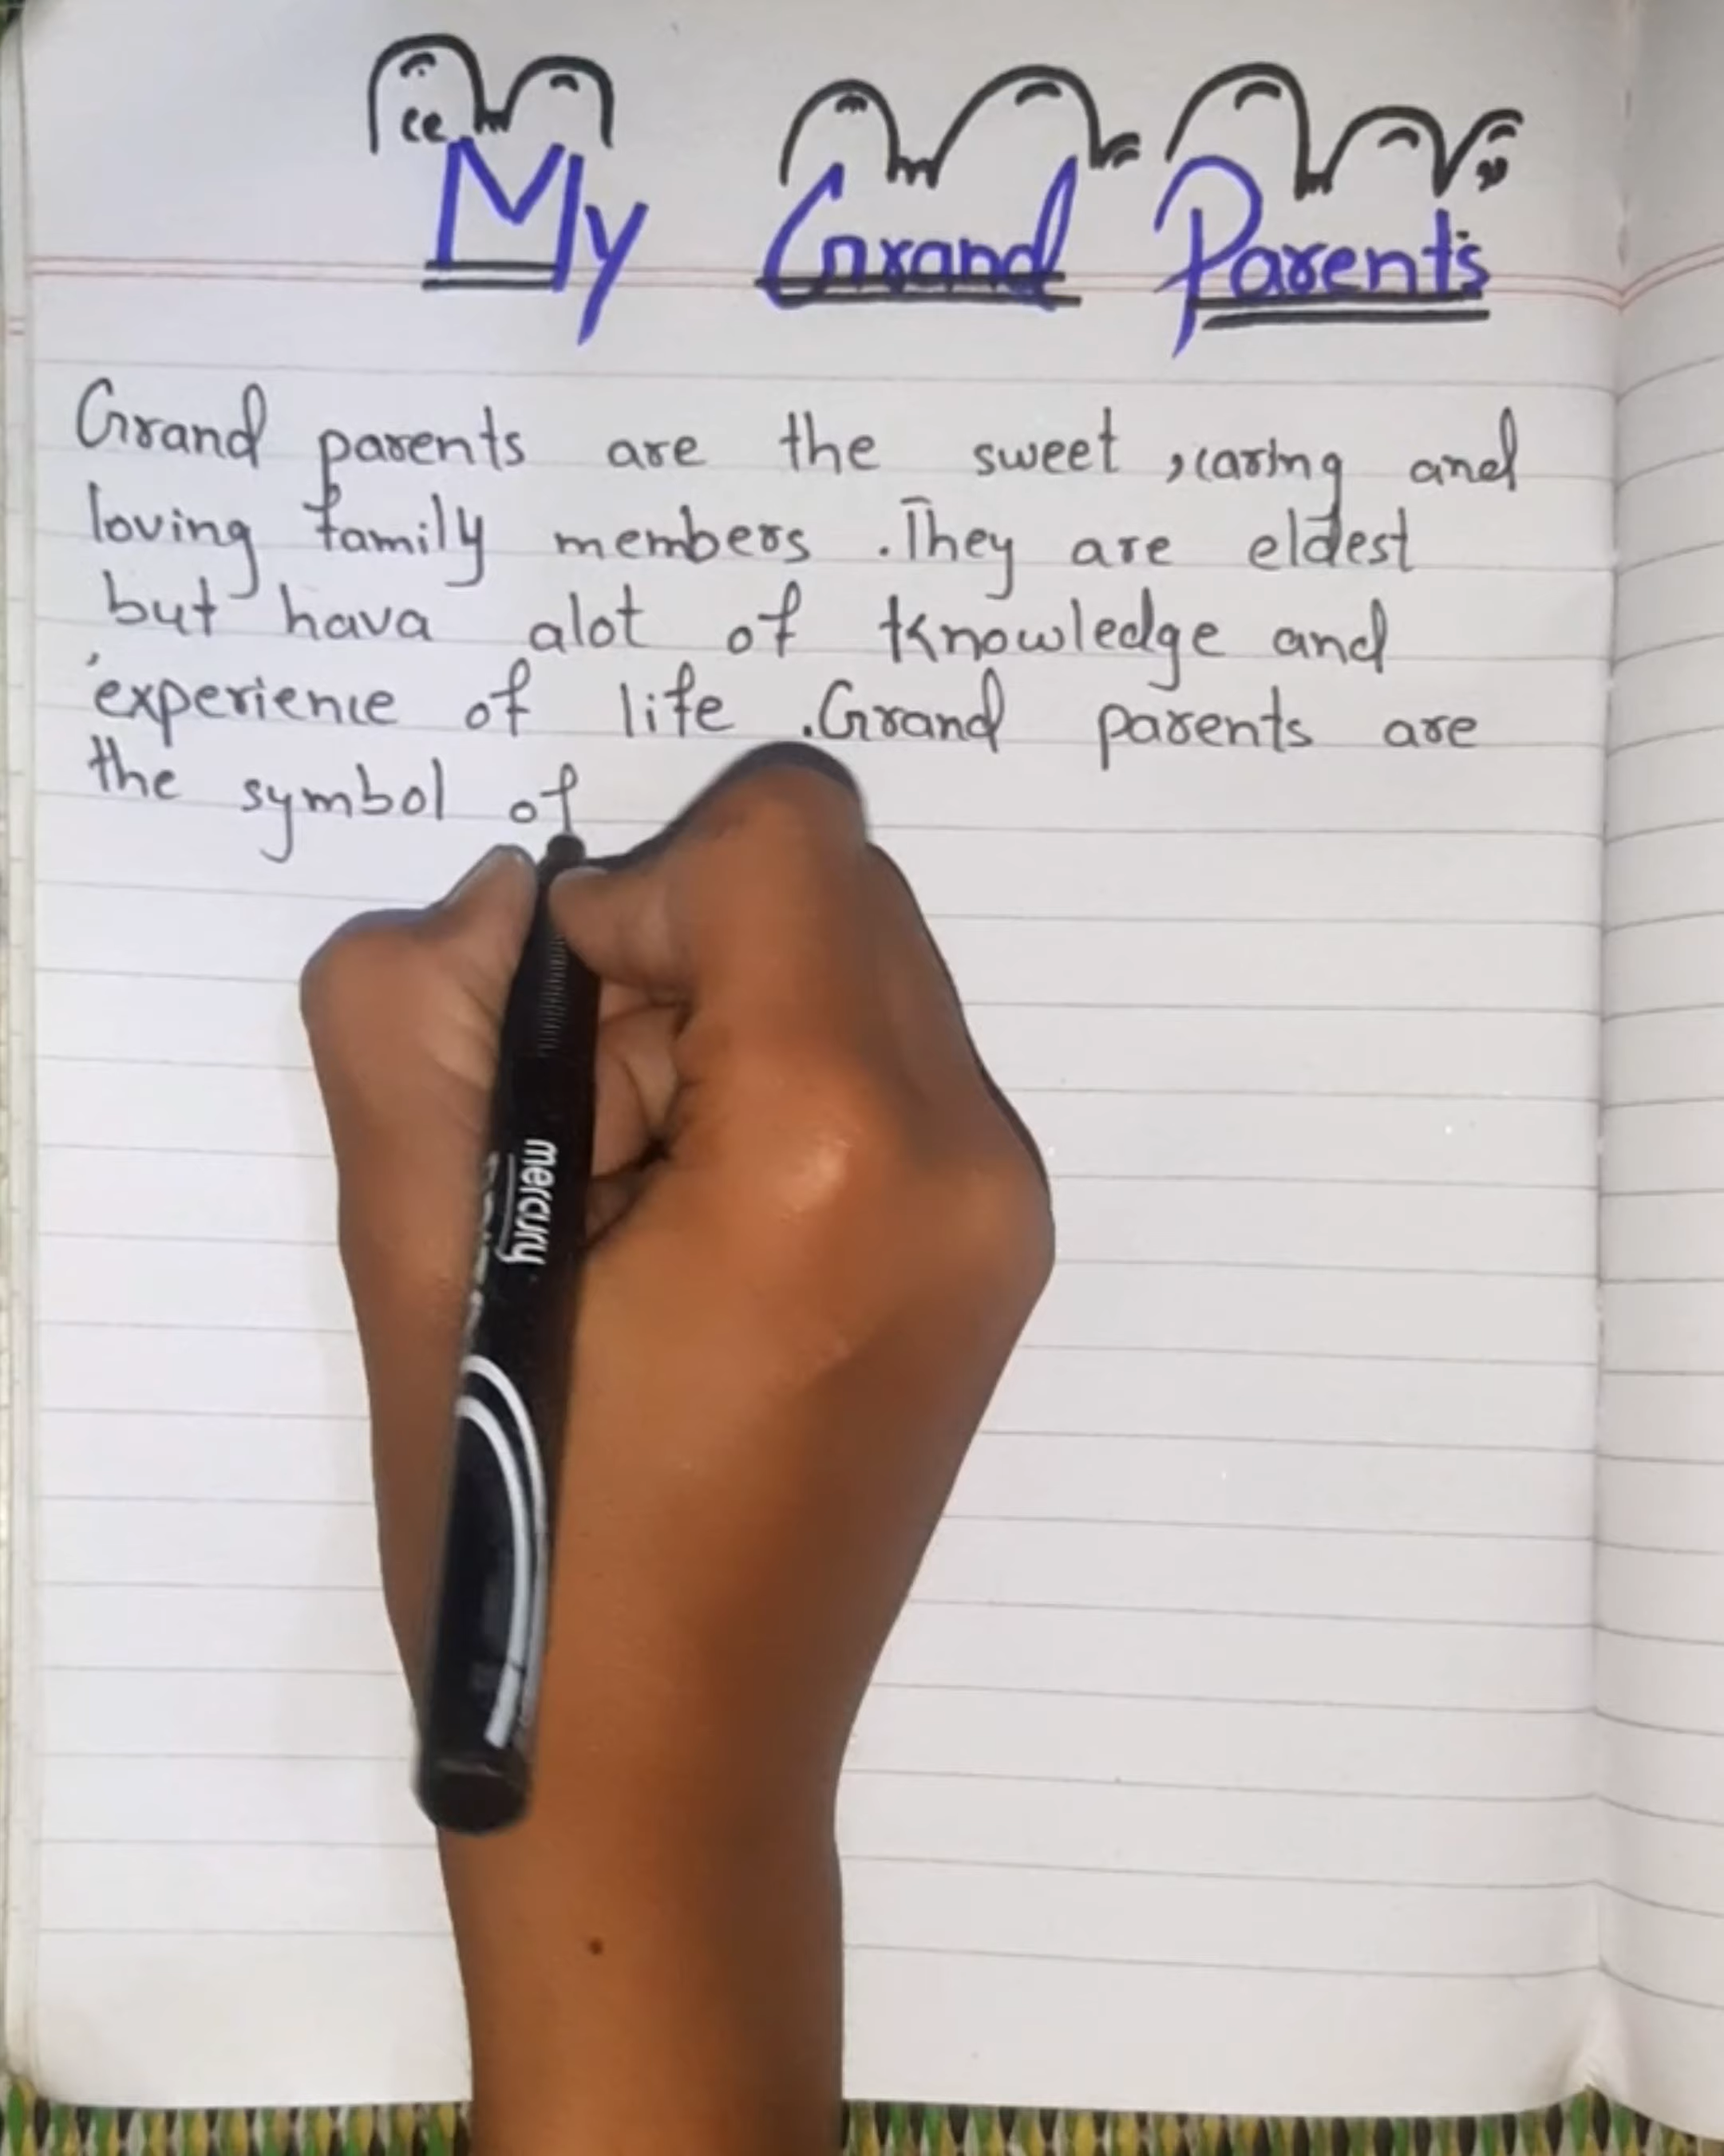 My Grand Parents
Grand parents are the sweet ,caring and
loving family members .They are eldest
but hava alot of Knowledge and
experience of life .Grand parents are
the symbol of
mercury